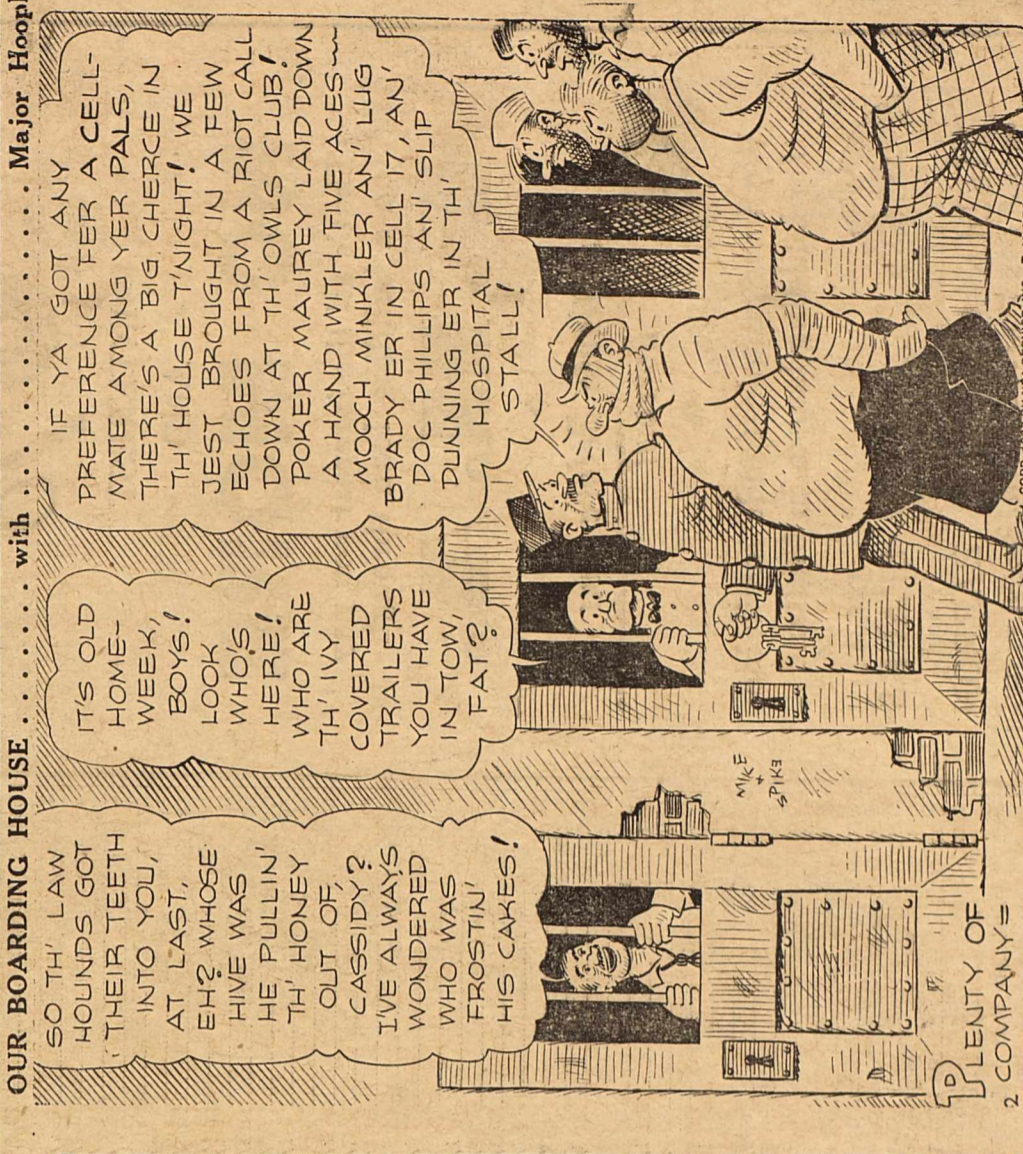 OUR BOARDING HOUSE . . . . . . . with . . . . . . . . . . . . . . . . . Major Hoopl
SO TH' LAW
HOUNDS GOT
THEIR TEETH
INTO YOU,
AT LAST,
EH? WHOSE
HIVE WAS
HE PULLIN'
TH' HONEY
OUT OF,
CASSIDY?
I'VE ALWAYS
WONDERED
WHO WAS
FROSTIN'
HIS CAKES!
IT'S OLD
HOME-
WEEK,
BOYS!
LOOK
WHO'S
HERE!
WHO ARE
TH' IVY
COVERED
TRAILERS
YOU HAVE
IN TOW,
FAT?
IF YA GOT ANY
PREFERENCE FER A CELL-
MATE AMONG YER PALS,
THERE'S A BIG CHERCE IN
TH' HOUSE T'NIGHT! WE
JEST BROUGHT IN A FEW
ECHOES FROM A RIOT CALL
DOWN AT TH' OWLS CLUB!
POKER MAUREY LAID DOWN
A HAND WITH FIVE ACES~~
MOOCH MINKLER AN' LUG
BRADY ER IN CELL 17, AN'
DOC PHILLIPS AN' SLIP
DUNNING ER IN TH'
HOSPITAL
STALL!
MIKE
+
SPIKE
PLENTY OF
COMPANY=
2